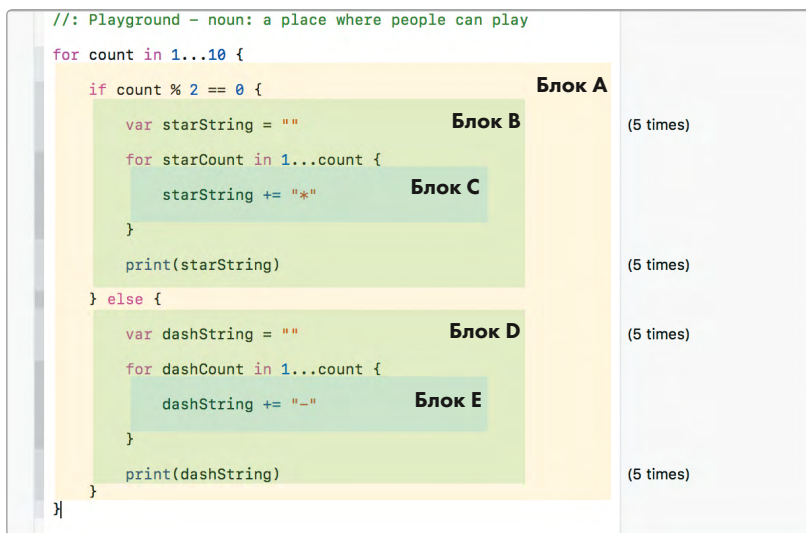 //: Playground – noun: a place where people can play
for count in 1...10 {
Блок A
if count % 2 == 0 {
var starString = "" Блок B (5 times)
for starCount in 1...count {
starString += "*" Блок C
}
print(starString) (5 times)
} else {
var dashString = "" Блок D (5 times)
for dashCount in 1...count {
dashString += "-" Блок E
}
print(dashString) (5 times)
}
}